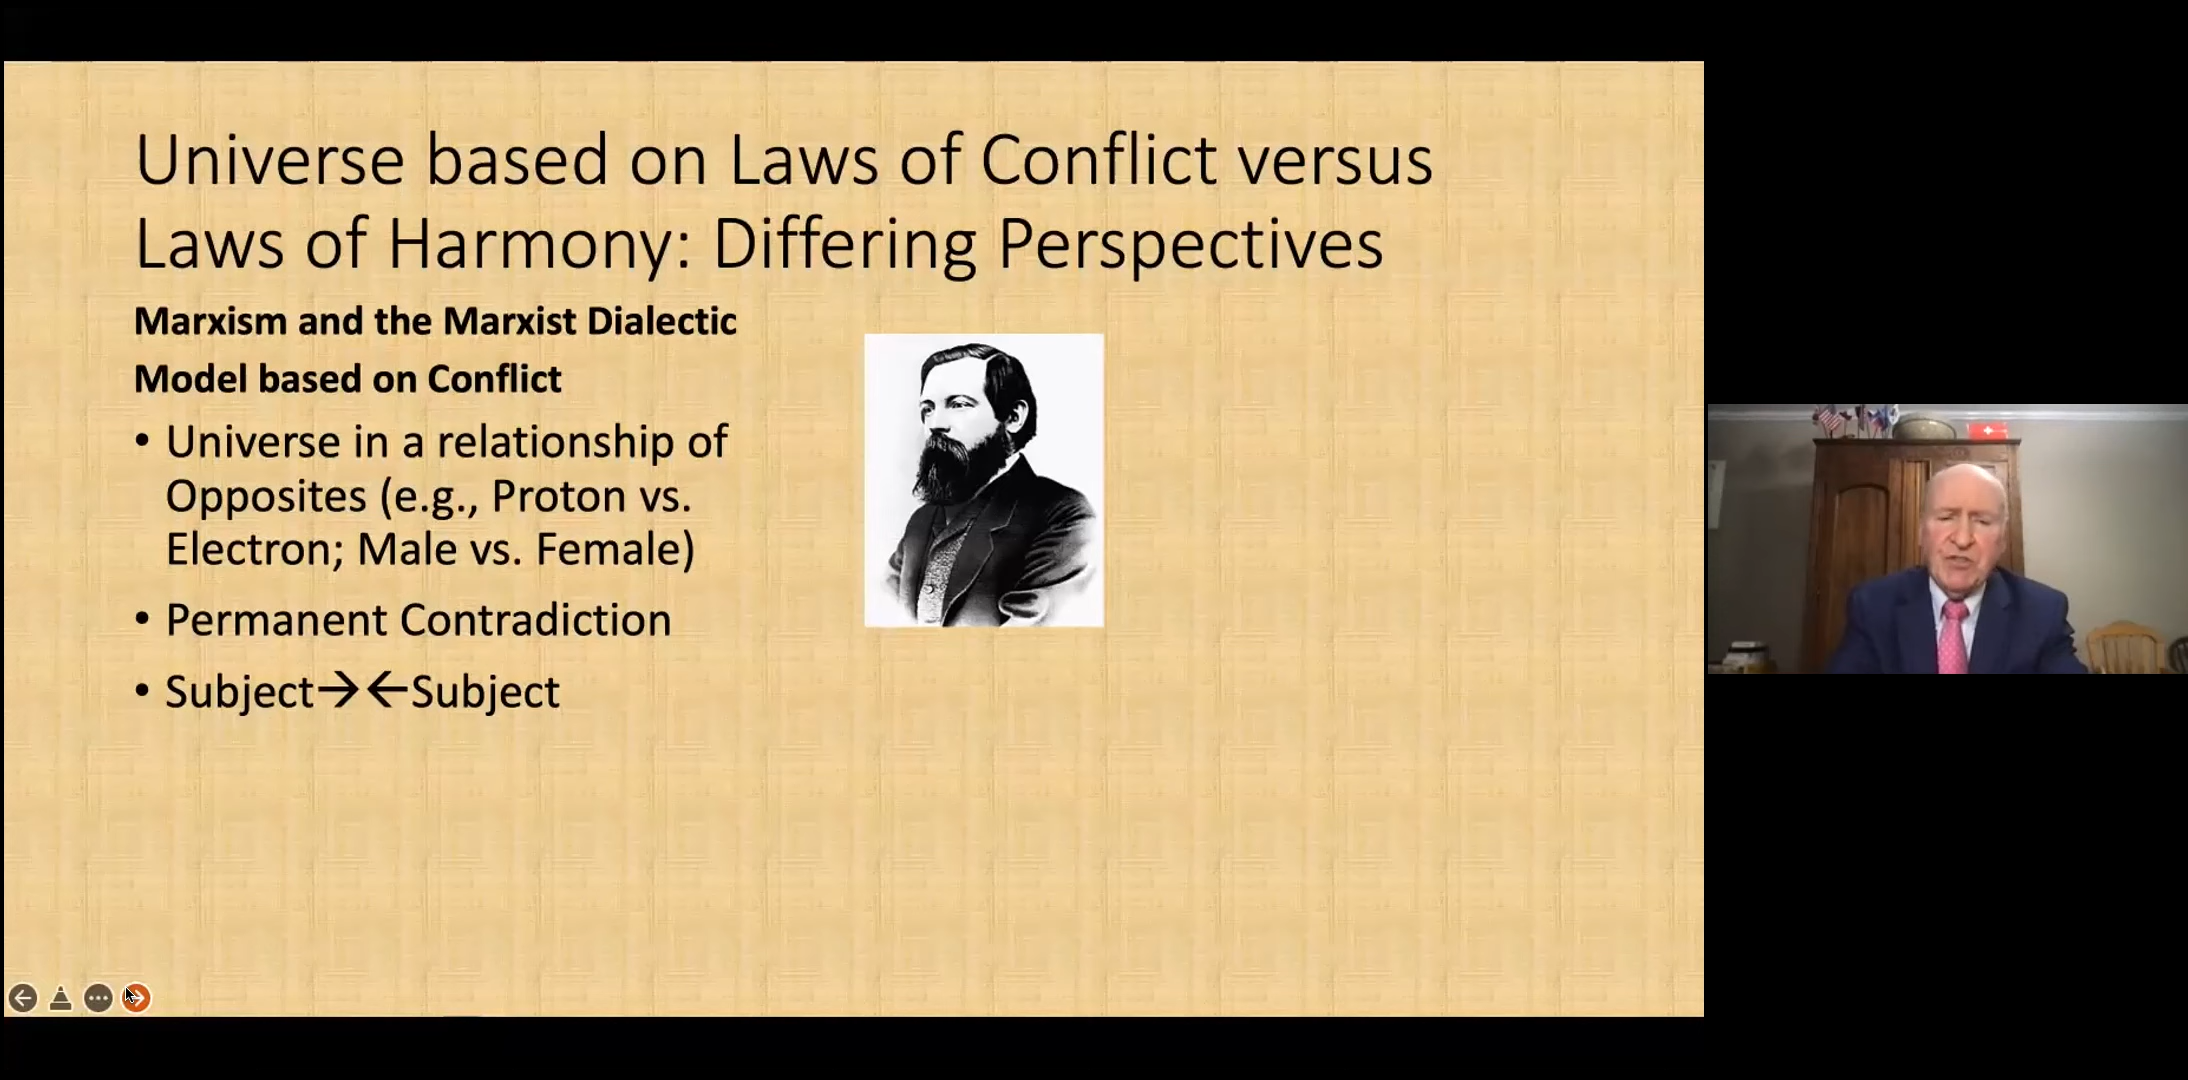 Universe based on Laws of Conflict versus
Laws of Harmony: Differing Perspectives
Marxism and the Marxist Dialectic
Model based on Conflict
• Universe in a relationship of
Opposites (e.g., Proton vs.
Electron; Male vs. Female)
• Permanent Contradiction
• Subject→←Subject